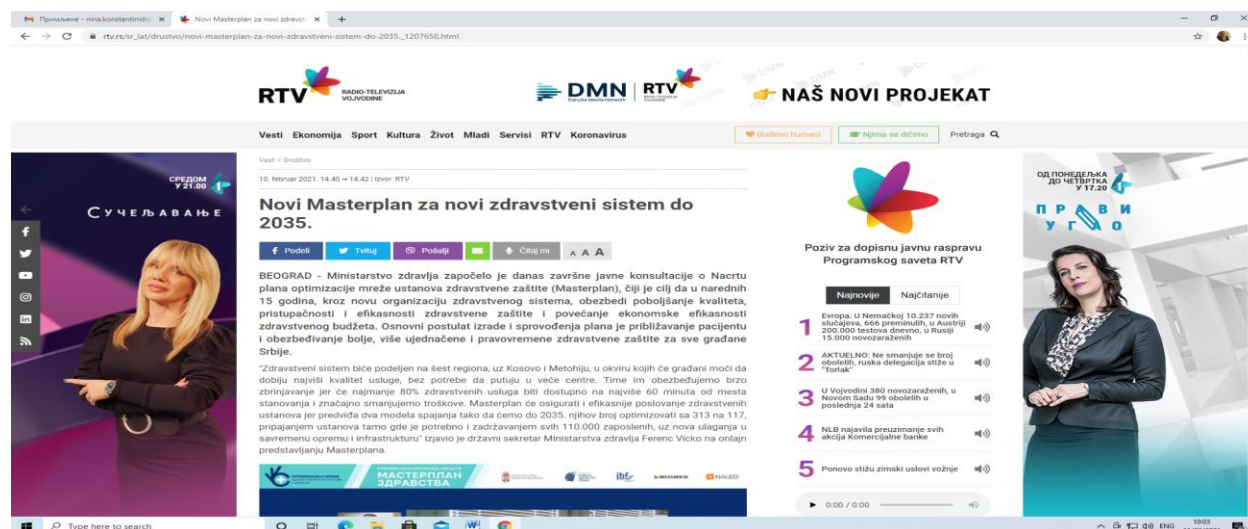 Novi Masterplan za novi zdravstv
rtv.rs/sr_lat/drustvo/novi-masterplan-za-novi-zdravstveni-sistem-do-2035._1207658.html
RTV
RADIO-TELEVIZIJA
VOJVODINE
DMN
Danube Media Network
RTV
NAŠ NOVI PROJEKAT
Vesti Ekonomija Sport Kultura Život Mladi Servisi RTV Koronavirus
Budimo humani
Njima se dičimo
Pretraga
СРЕДОМ
У 21.00
СУЧЕЉАВАЊЕ
Vesti > Društvo
10. februar 2021. 14.40 → 14.42 | Izvor: RTV
Novi Masterplan za novi zdravstveni sistem do
2035.
Podeli
Tvituj
Pošalji
Čitaj mi
A A A
BEOGRAD - Ministarstvo zdravlja započelo je danas završne javne konsultacije o Nacrtu
plana optimizacije mreže ustanova zdravstvene zaštite (Masterplan), čiji je cilj da u narednih
15 godina, kroz novu organizaciju zdravstvenog sistema, obezbedi poboljšanje kvaliteta,
pristupačnosti i efikasnosti zdravstvene zaštite i povećanje ekonomske efikasnosti
zdravstvenog budžeta. Osnovni postulat izrade i sprovođenja plana je približavanje pacijentu
i obezbeđivanje bolje, više ujednačene i pravovremene zdravstvene zaštite za sve građane
Srbije.
"Zdravstveni sistem biće podeljen na šest regiona, uz Kosovo i Metohiju, u okviru kojih će građani moći da
dobiju najviši kvalitet usluge, bez potrebe da putuju u veće centre. Time im obezbeđujemo brzo
zbrinjavanje jer će najmanje 80% zdravstvenih usluga biti dostupno na najviše 60 minuta od mesta
stanovanja i značajno smanjujemo troškove. Masterplan će osigurati i efikasnije poslovanje zdravstvenih
ustanova jer predviđa dva modela spajanja tako da ćemo do 2035. njihov broj optimizovati sa 313 na 117,
pripajanjem ustanova tamo gde je potrebno i zadržavanjem svih 110.000 zaposlenih, uz nova ulaganja u
savremenu opremu i infrastrukturu" izjavio je državni sekretar Ministarstva zdravlja Ferenc Vicko na onlajn
predstavljanju Masterplana.
МАСТЕРПЛАН
ЗДРАВСТВА
ibf
NALED
Poziv za dopisnu javnu raspravu
Programskog saveta RTV
Najnovije
Najčitanije
1 Evropa: U Nemačkoj 10.237 novih
slučajeva, 666 preminulih, u Austriji
200.000 testova dnevno, u Rusiji
15.000 novozaraženih
2 AKTUELNO: Ne smanjuje se broj
obolelih, ruska delegacija stiže u
"Torlak"
3 U Vojvodini 380 novozaraženih, u
Novom Sadu 99 obolelih u
poslednja 24 sata
4 NLB najavila preuzimanje svih
akcija Komercijalne banke
5 Ponovo stižu zimski uslovi vožnje
0:00 / 0:00
ОД ПОНЕДЕЉКА
ДО ЧЕТВРТКА
У 17.20
ПРАВИ
УГАО
Type here to search
ENG
10:03